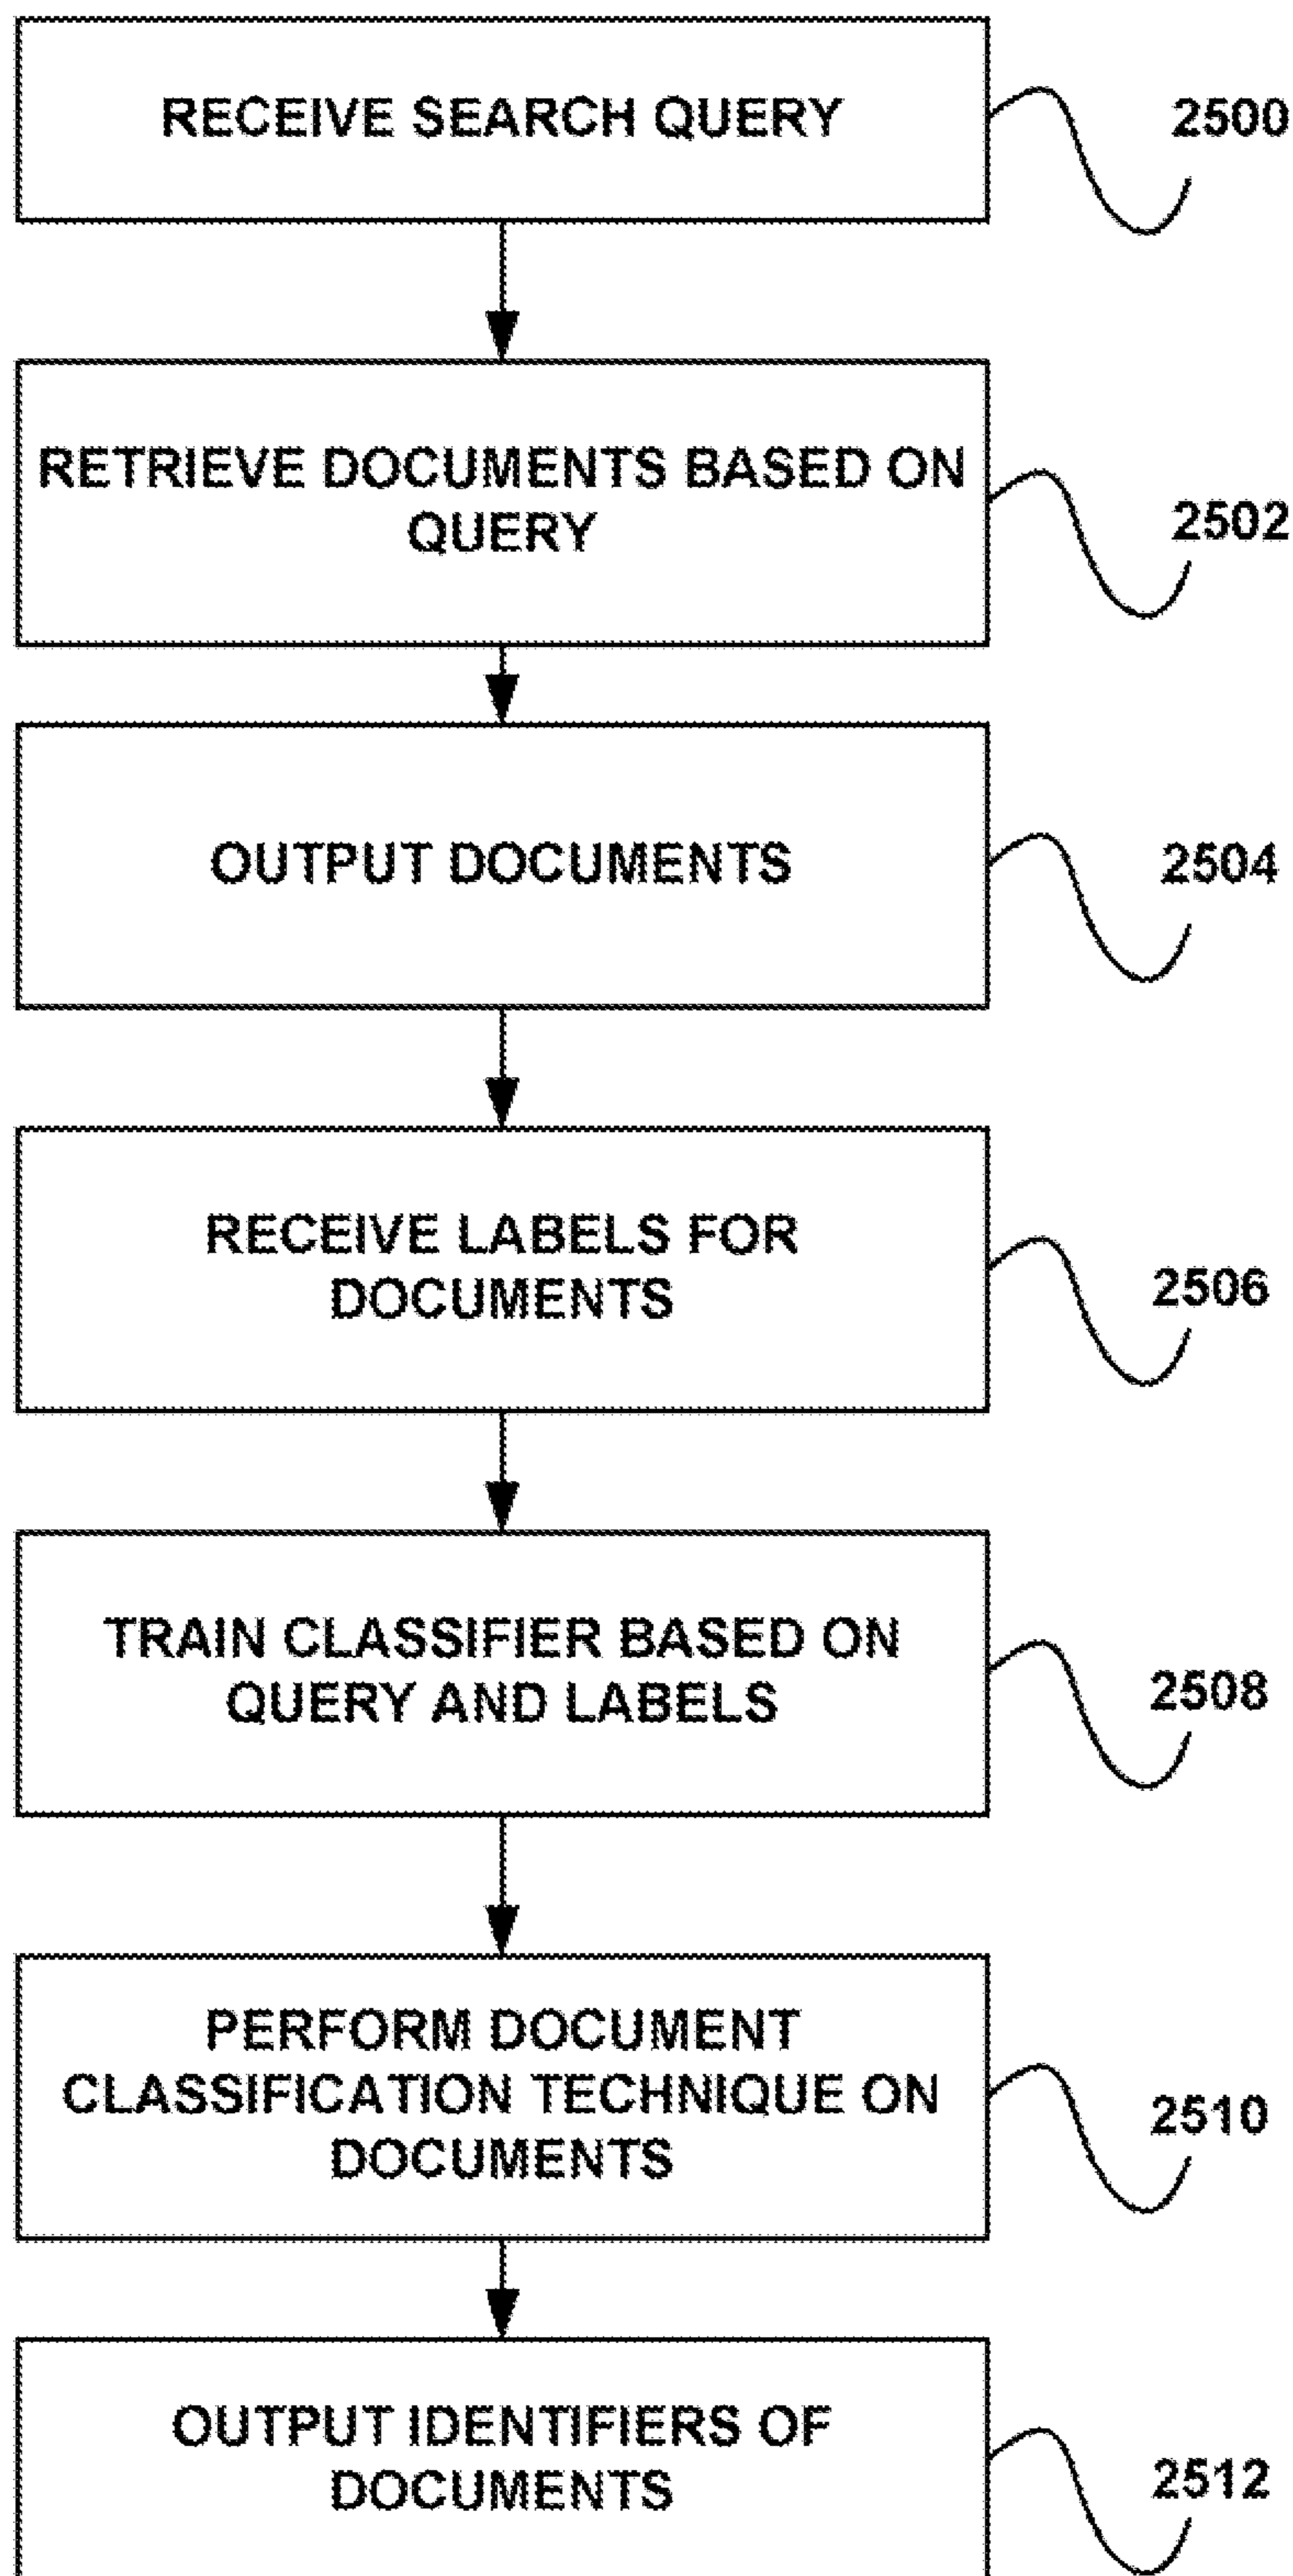 RECEIVE SEARCH QUERY
2500
RETRIEVE DOCUMENTS BASED ON
QUERY
2502
OUTPUT DOCUMENTS
2504
RECEIVE LABELS FOR
DOCUMENTS
2506
TRAIN CLASSIFIER BASED ON
QUERY AND LABELS
2508
PERFORM DOCUMENT
CLASSIFICATION TECHNIQUE ON
DOCUMENTS
2510
OUTPUT IDENTIFIERS OF
DOCUMENTS
2512